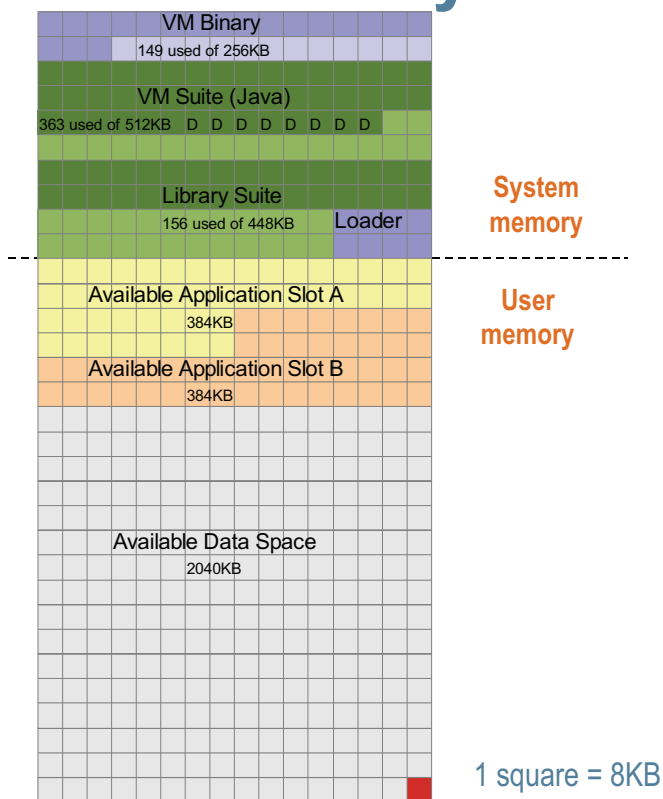 VM Binary
149 used of 256KB
VM Suite (Java)
363 used of 512KB D D D D D D D D
Library Suite
156 used of 448KB
Loader
System
memory
User
memory
Available Application Slot A
384KB
Available Application Slot B
384KB
Available Data Space
2040KB
1 square = 8KB